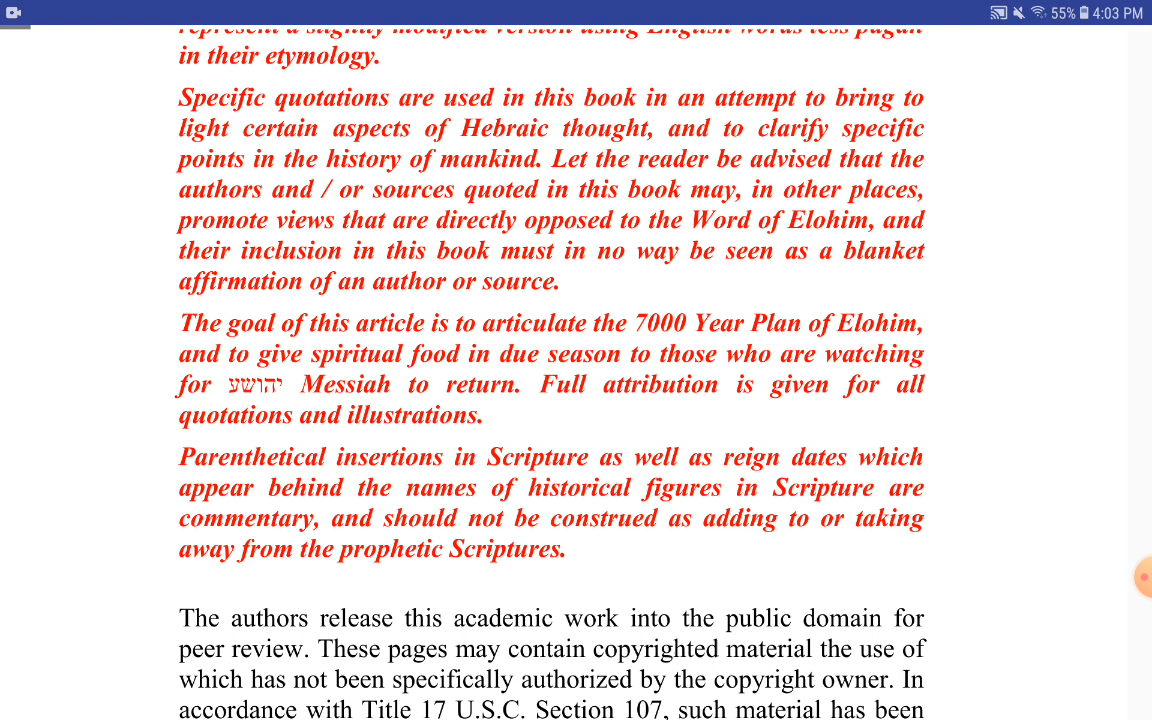 55% 4:03 PM
represent a slightly modified version using English words less pagan
in their etymology.
Specific quotations are used in this book in an attempt to bring to
light certain aspects of Hebraic thought, and to clarify specific
points in the history of mankind. Let the reader be advised that the
authors and / or sources quoted in this book may, in other places,
promote views that are directly opposed to the Word of Elohim, and
their inclusion in this book must in no way be seen as a blanket
affirmation of an author or source.
The goal of this article is to articulate the 7000 Year Plan of Elohim,
and to give spiritual food in due season to those who are watching
for יהושע Messiah to return. Full attribution is given for all
quotations and illustrations.
Parenthetical insertions in Scripture as well as reign dates which
appear behind the names of historical figures in Scripture are
commentary, and should not be construed as adding to or taking
away from the prophetic Scriptures.
The authors release this academic work into the public domain for
peer review. These pages may contain copyrighted material the use of
which has not been specifically authorized by the copyright owner. In
accordance with Title 17 U.S.C. Section 107, such material has been